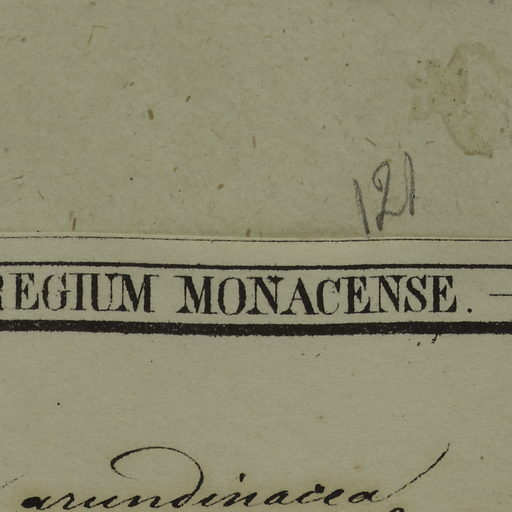 121
REGIUM MONACENSE. —
arundinacea